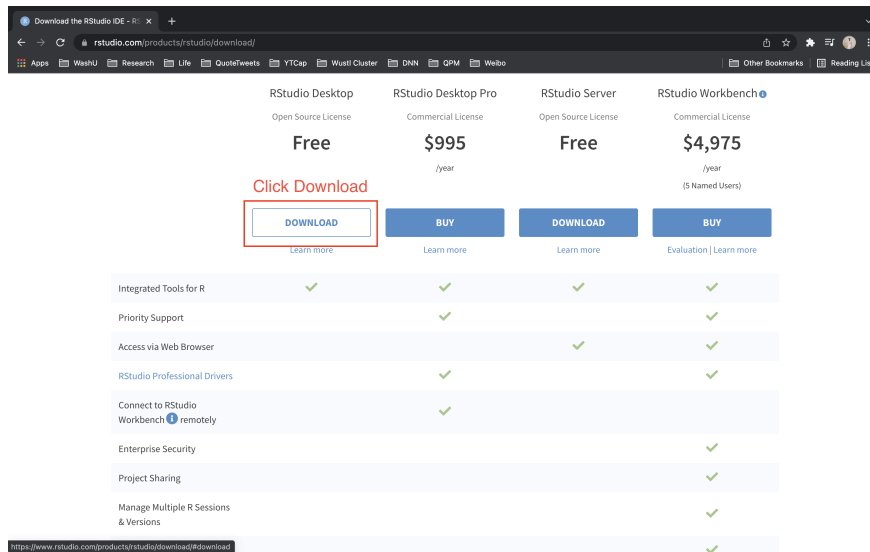 Download the RStudio IDE - RS
rstudio.com/products/rstudio/download/
Apps WashU Research Life QuoteTweets YTCap Wustl Cluster DNN QPM Weibo Other Bookmarks Reading Lis
RStudio Desktop RStudio Desktop Pro RStudio Server RStudio Workbench
Open Source License Commercial License Open Source License Commercial License
Free $995 Free $4,975
/year /year
Click Download (5 Named Users)
DOWNLOAD BUY DOWNLOAD BUY
Learn more Learn more Learn more Evaluation | Learn more
Integrated Tools for R
Priority Support
Access via Web Browser
RStudio Professional Drivers
Connect to RStudio
Workbench remotely
Enterprise Security
Project Sharing
Manage Multiple R Sessions
& Versions
https://www.rstudio.com/products/rstudio/download/#download